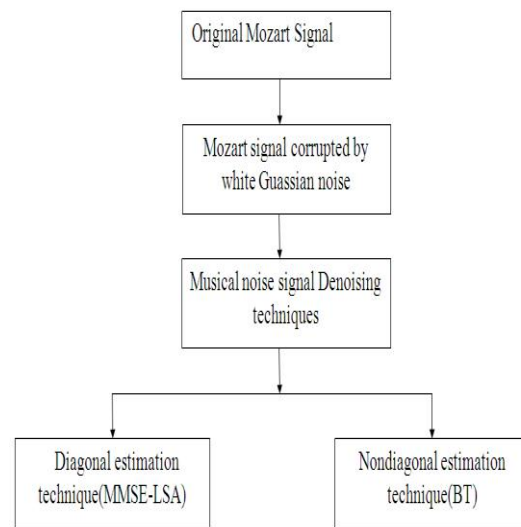 Original Mozart Signal
Mozart signal corrupted by
white Guassian noise
Musical noise signal Denoising
techniques
Diagonal estimation
technique(MMSE-LSA)
Nondiagonal estimation
technique(BT)